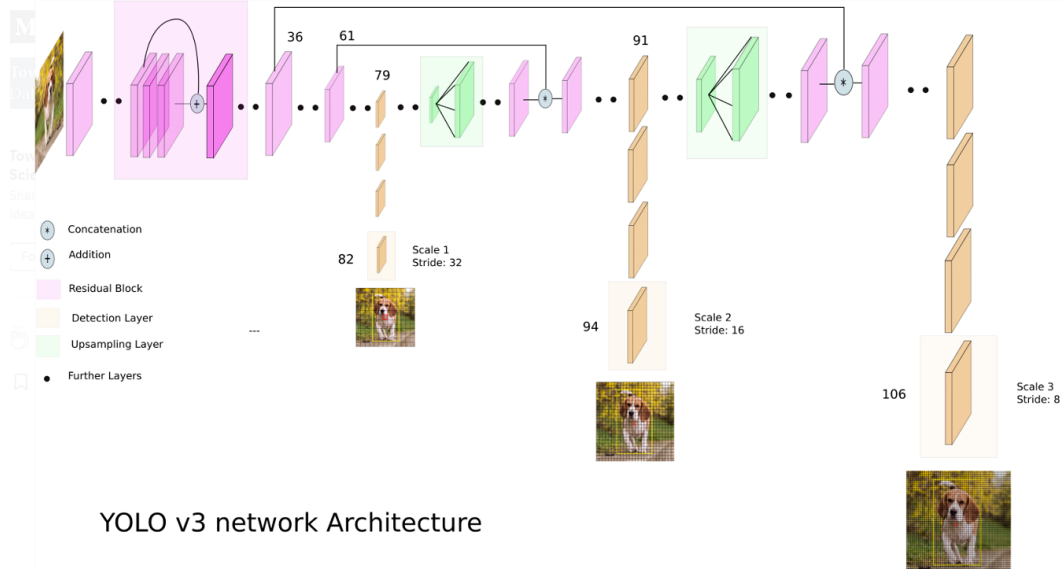 36
61
91
79
Concatenation
Addition
Residual Block
Detection Layer
Upsampling Layer
Further Layers
---
82
Scale 1
Stride: 32
94
Scale 2
Stride: 16
106
Scale 3
Stride: 8
YOLO v3 network Architecture